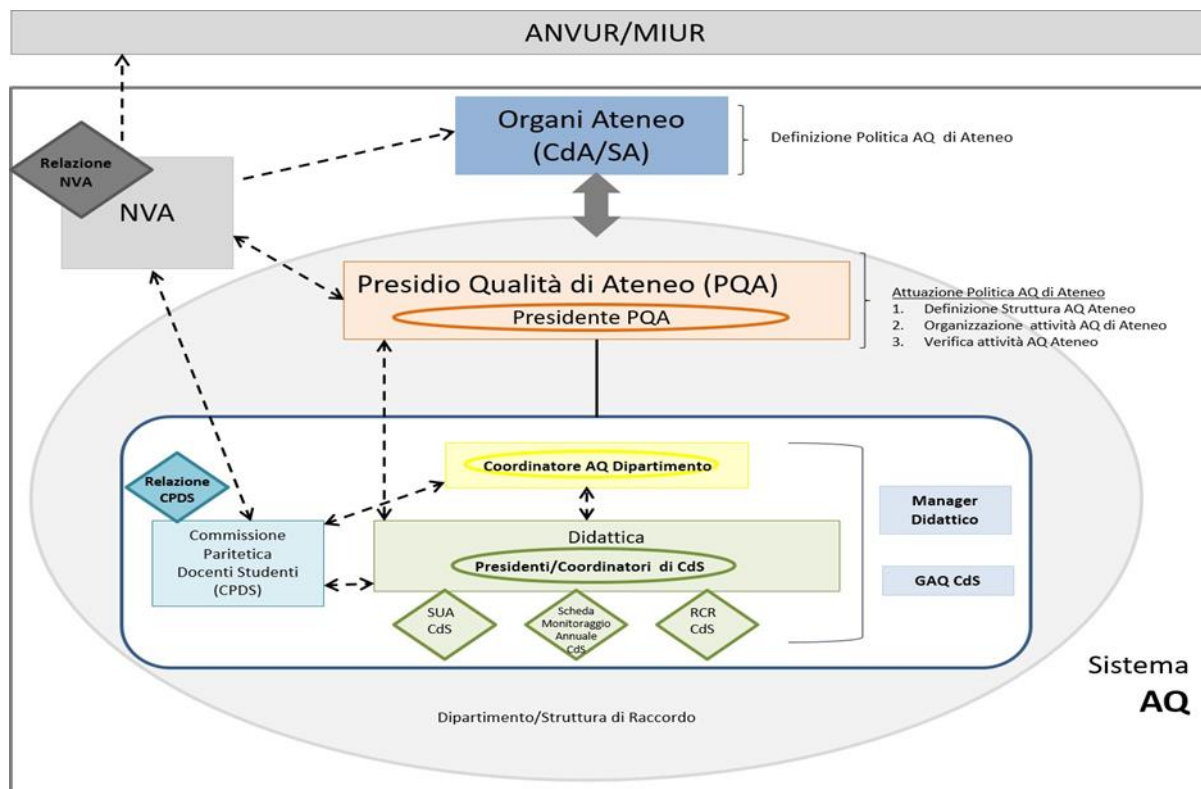 ANVUR/MIUR
Organi Ateneo
(CdA/SA)
Definizione Politica AQ di Ateneo
Relazione
NVA
NVA
Presidio Qualità di Ateneo (PQA)
Presidente PQA
Attuazione Politica AQ di Ateneo
1. Definizione Struttura AQ Ateneo
2. Organizzazione attività AQ di Ateneo
3. Verifica attività AQ Ateneo
Coordinatore AQ Dipartimento
Relazione
CPDS
Commissione
Paritetica
Docenti Studenti
(CPDS)
Didattica
Presidenti/Coordinatori di CdS
SUA
CdS
Scheda
Monitoraggio
Annuale
CdS
RCR
CdS
Manager
Didattico
GAQ CdS
Sistema
AQ
Dipartimento/Struttura di Raccordo